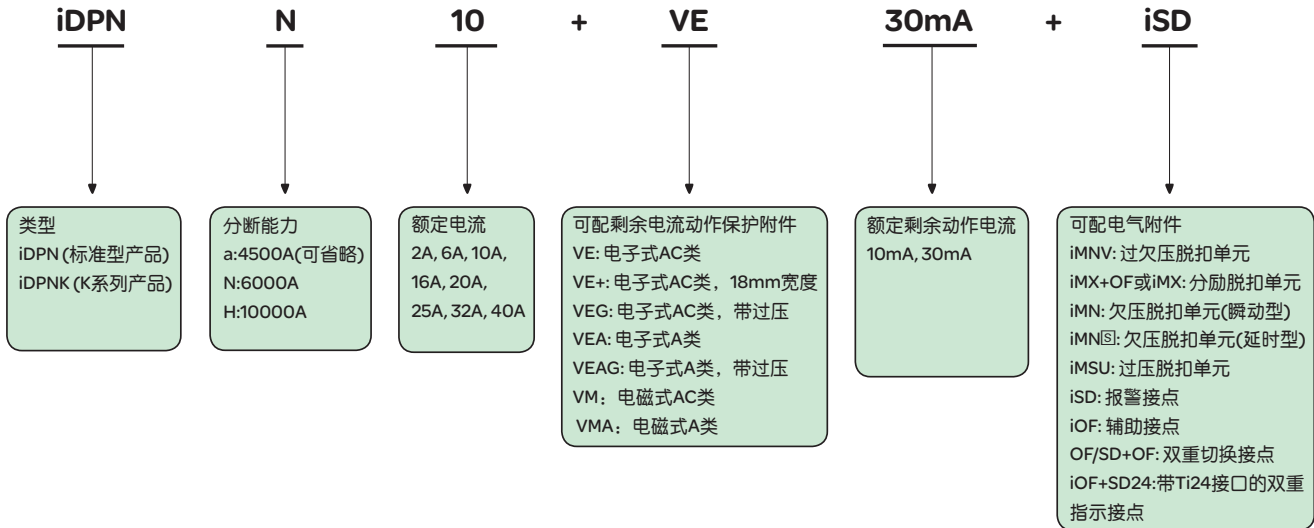 iDPN N 10 + VE 30mA + iSD
类型
iDPN (标准型产品)
iDPNK (K系列产品)
分断能力
a:4500A(可省略)
N:6000A
H:10000A
额定电流
2A, 6A, 10A,
16A, 20A,
25A, 32A, 40A
可配剩余电流动作保护附件
VE: 电子式AC类
VE+: 电子式AC类，18mm宽度
VEG: 电子式AC类，带过压
VEA: 电子式A类
VEAG: 电子式A类，带过压
VM：电磁式AC类
VMA：电磁式A类
额定剩余动作电流
10mA, 30mA
可配电气附件
iMNV: 过欠压脱扣单元
iMX+OF或iMX: 分励脱扣单元
iMN: 欠压脱扣单元(瞬动型)
iMN🅂: 欠压脱扣单元(延时型)
iMSU: 过压脱扣单元
iSD: 报警接点
iOF: 辅助接点
OF/SD+OF: 双重切换接点
iOF+SD24:带Ti24接口的双重
指示接点